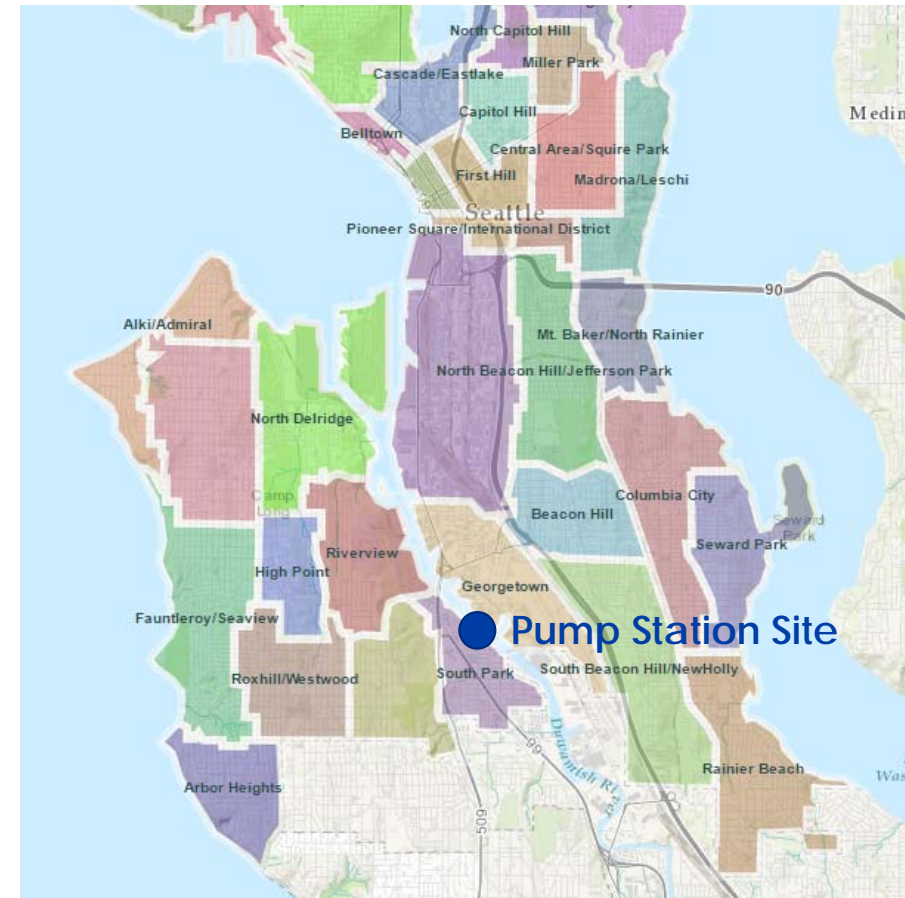 North Capitol Hill
Miller Park
Cascade/Eastlake
Capitol Hill
Belltown
Central Area/Squire Park
First Hill
Madrona/Leschi
99
Seattle
Pioneer Square/International District
90
Alki/Admiral
Mt. Baker/North Rainier
North Beacon Hill/Jefferson Park
North Delridge
Camp
Long
Columbia City
Beacon Hill
Seward
Park
Seward Park
Riverview
High Point
Georgetown
Fauntleroy/Seaview
Pump Station Site
South Beacon Hill/NewHolly
Roxhill/Westwood
South Park
Duwamish River
99
Rainier Beach
Arbor Heights
509